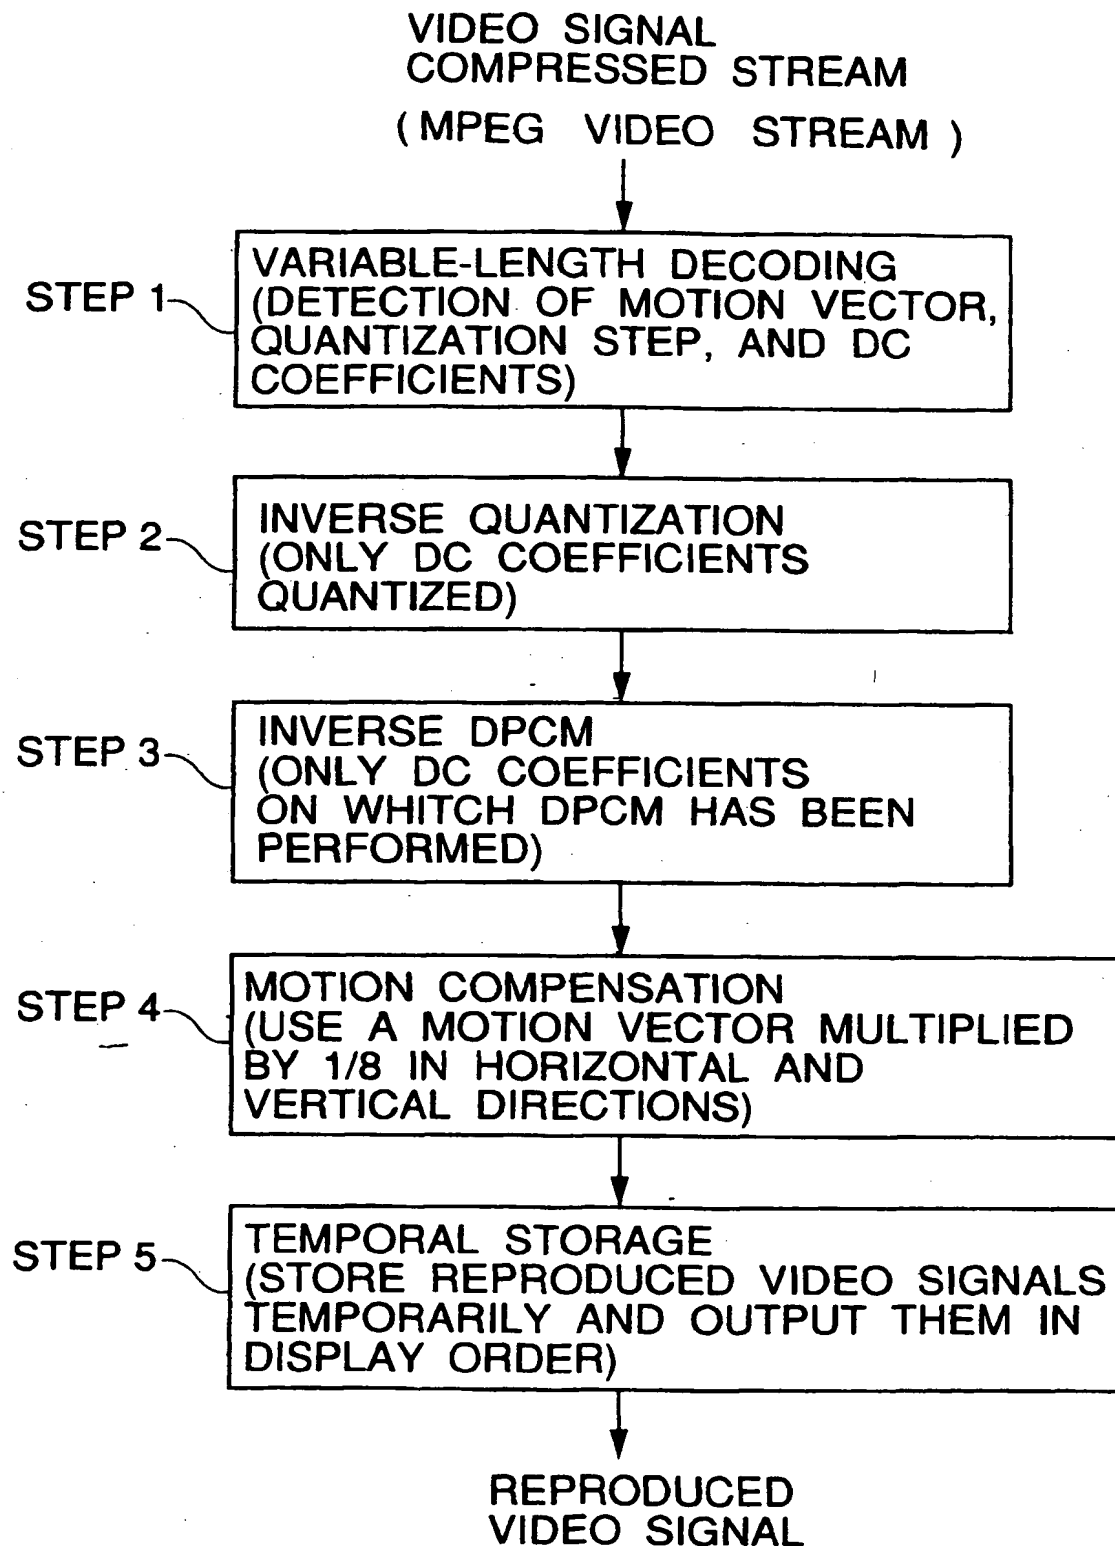 VIDEO SIGNAL
COMPRESSED STREAM
(MPEG VIDEO STREAM)
STEP 1
VARIABLE-LENGTH DECODING
(DETECTION OF MOTION VECTOR,
QUANTIZATION STEP, AND DC
COEFFICIENTS)
STEP 2
INVERSE QUANTIZATION
(ONLY DC COEFFICIENTS
QUANTIZED)
STEP 3
INVERSE DPCM
(ONLY DC COEFFICIENTS
ON WHITCH DPCM HAS BEEN
PERFORMED)
STEP 4
MOTION COMPENSATION
(USE A MOTION VECTOR MULTIPLIED
BY 1/8 IN HORIZONTAL AND
VERTICAL DIRECTIONS)
STEP 5
TEMPORAL STORAGE
(STORE REPRODUCED VIDEO SIGNALS
TEMPORARILY AND OUTPUT THEM IN
DISPLAY ORDER)
REPRODUCED
VIDEO SIGNAL